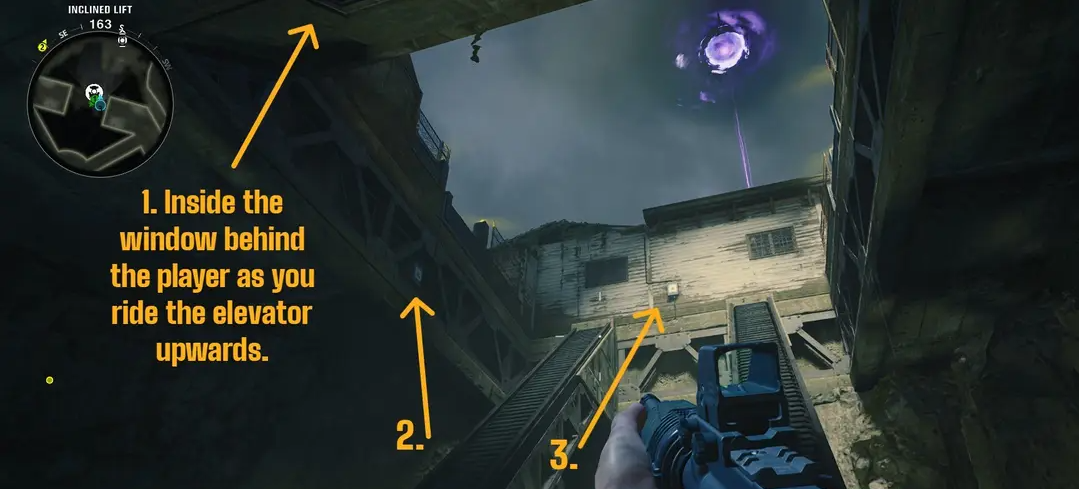 INCLINED LIFT
163
SE
S
SW
2
1. Inside the
window behind
the player as you
ride the elevator
upwards.
2.
3.